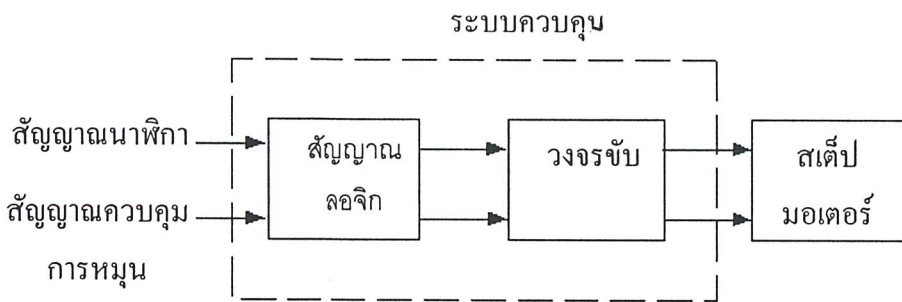 ระบบควบคุน
สัญญาณนาฬิกา
สัญญาณ
ลอจิก
วงจรขับ
สเต็ป
มอเตอร์
สัญญาณควบคุม
การหมุน